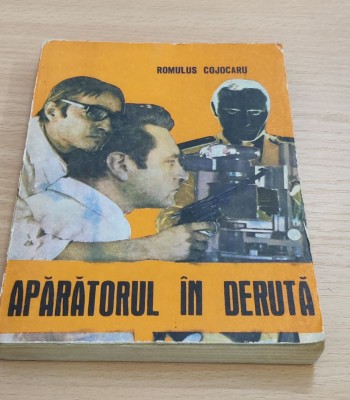 ROMULUS COJOCARU
APĂRĂTORUL ÎN DERUTĂ